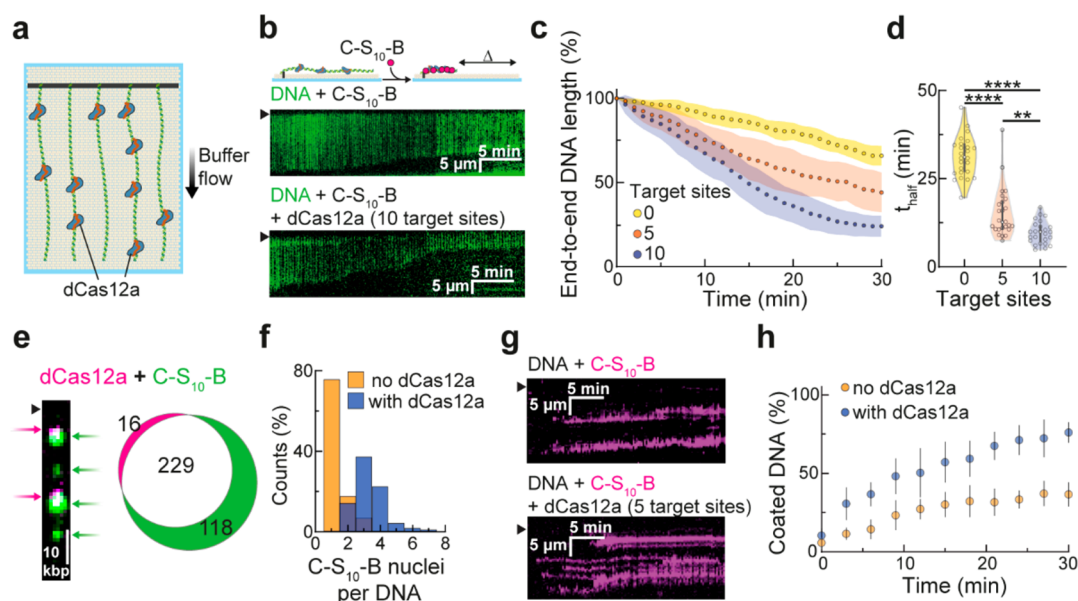 a
Buffer
flow
dCas12a
b
C-S10-B
Δ
DNA + C-S10-B
5 min
5 µm
DNA + C-S10-B
+ dCas12a (10 target sites)
5 min
5 µm
c
End-to-end DNA length (%)
100
50
0
Target sites
0
5
10
0 10 20 30
Time (min)
d
****
****
**
t half (min)
50
25
0
0 5 10
Target sites
e
dCas12a + C-S10-B
16
229
118
10
kbp
f
no dCas12a
with dCas12a
Counts (%)
80
40
0
0 2 4 6 8
C-S10-B nuclei
per DNA
g
DNA + C-S10-B
5 min
5 µm
DNA + C-S10-B
+ dCas12a (5 target sites)
5 min
5 µm
h
no dCas12a
with dCas12a
Coated DNA (%)
100
50
0
0 10 20 30
Time (min)